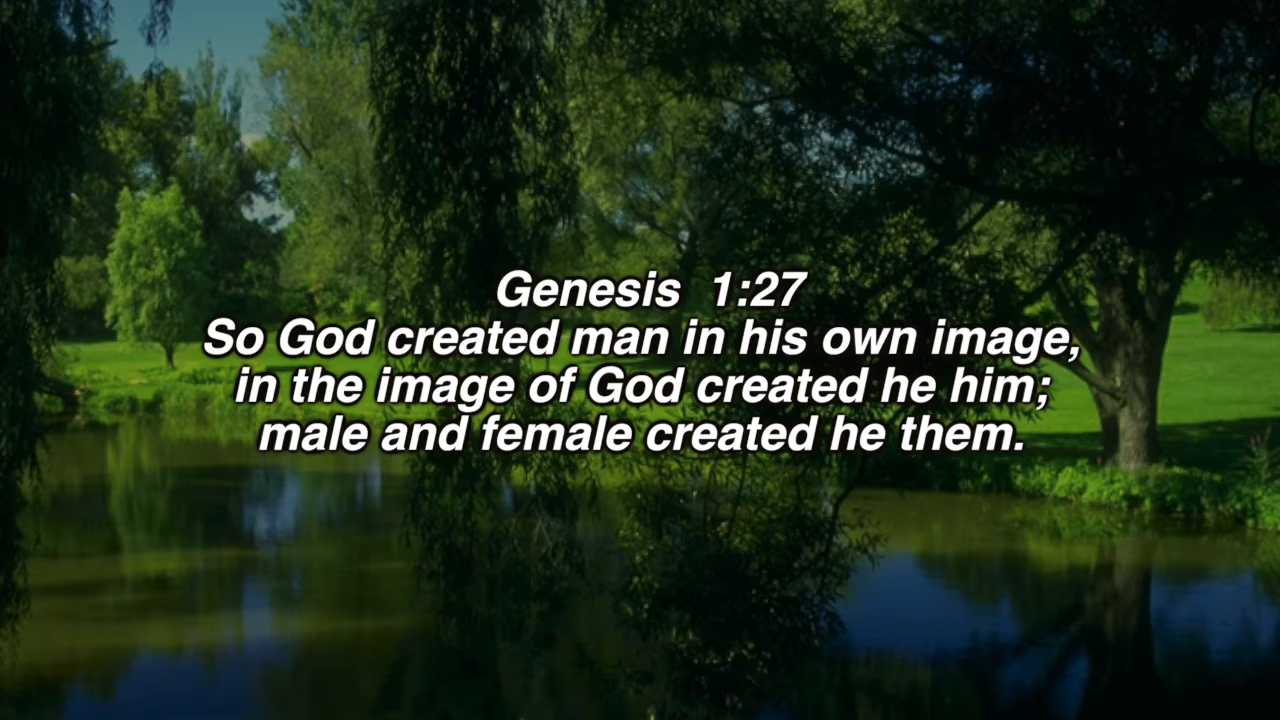 Genesis  1:27
So God created man in his own image,
in the image of God created he him;
male and female created he them.